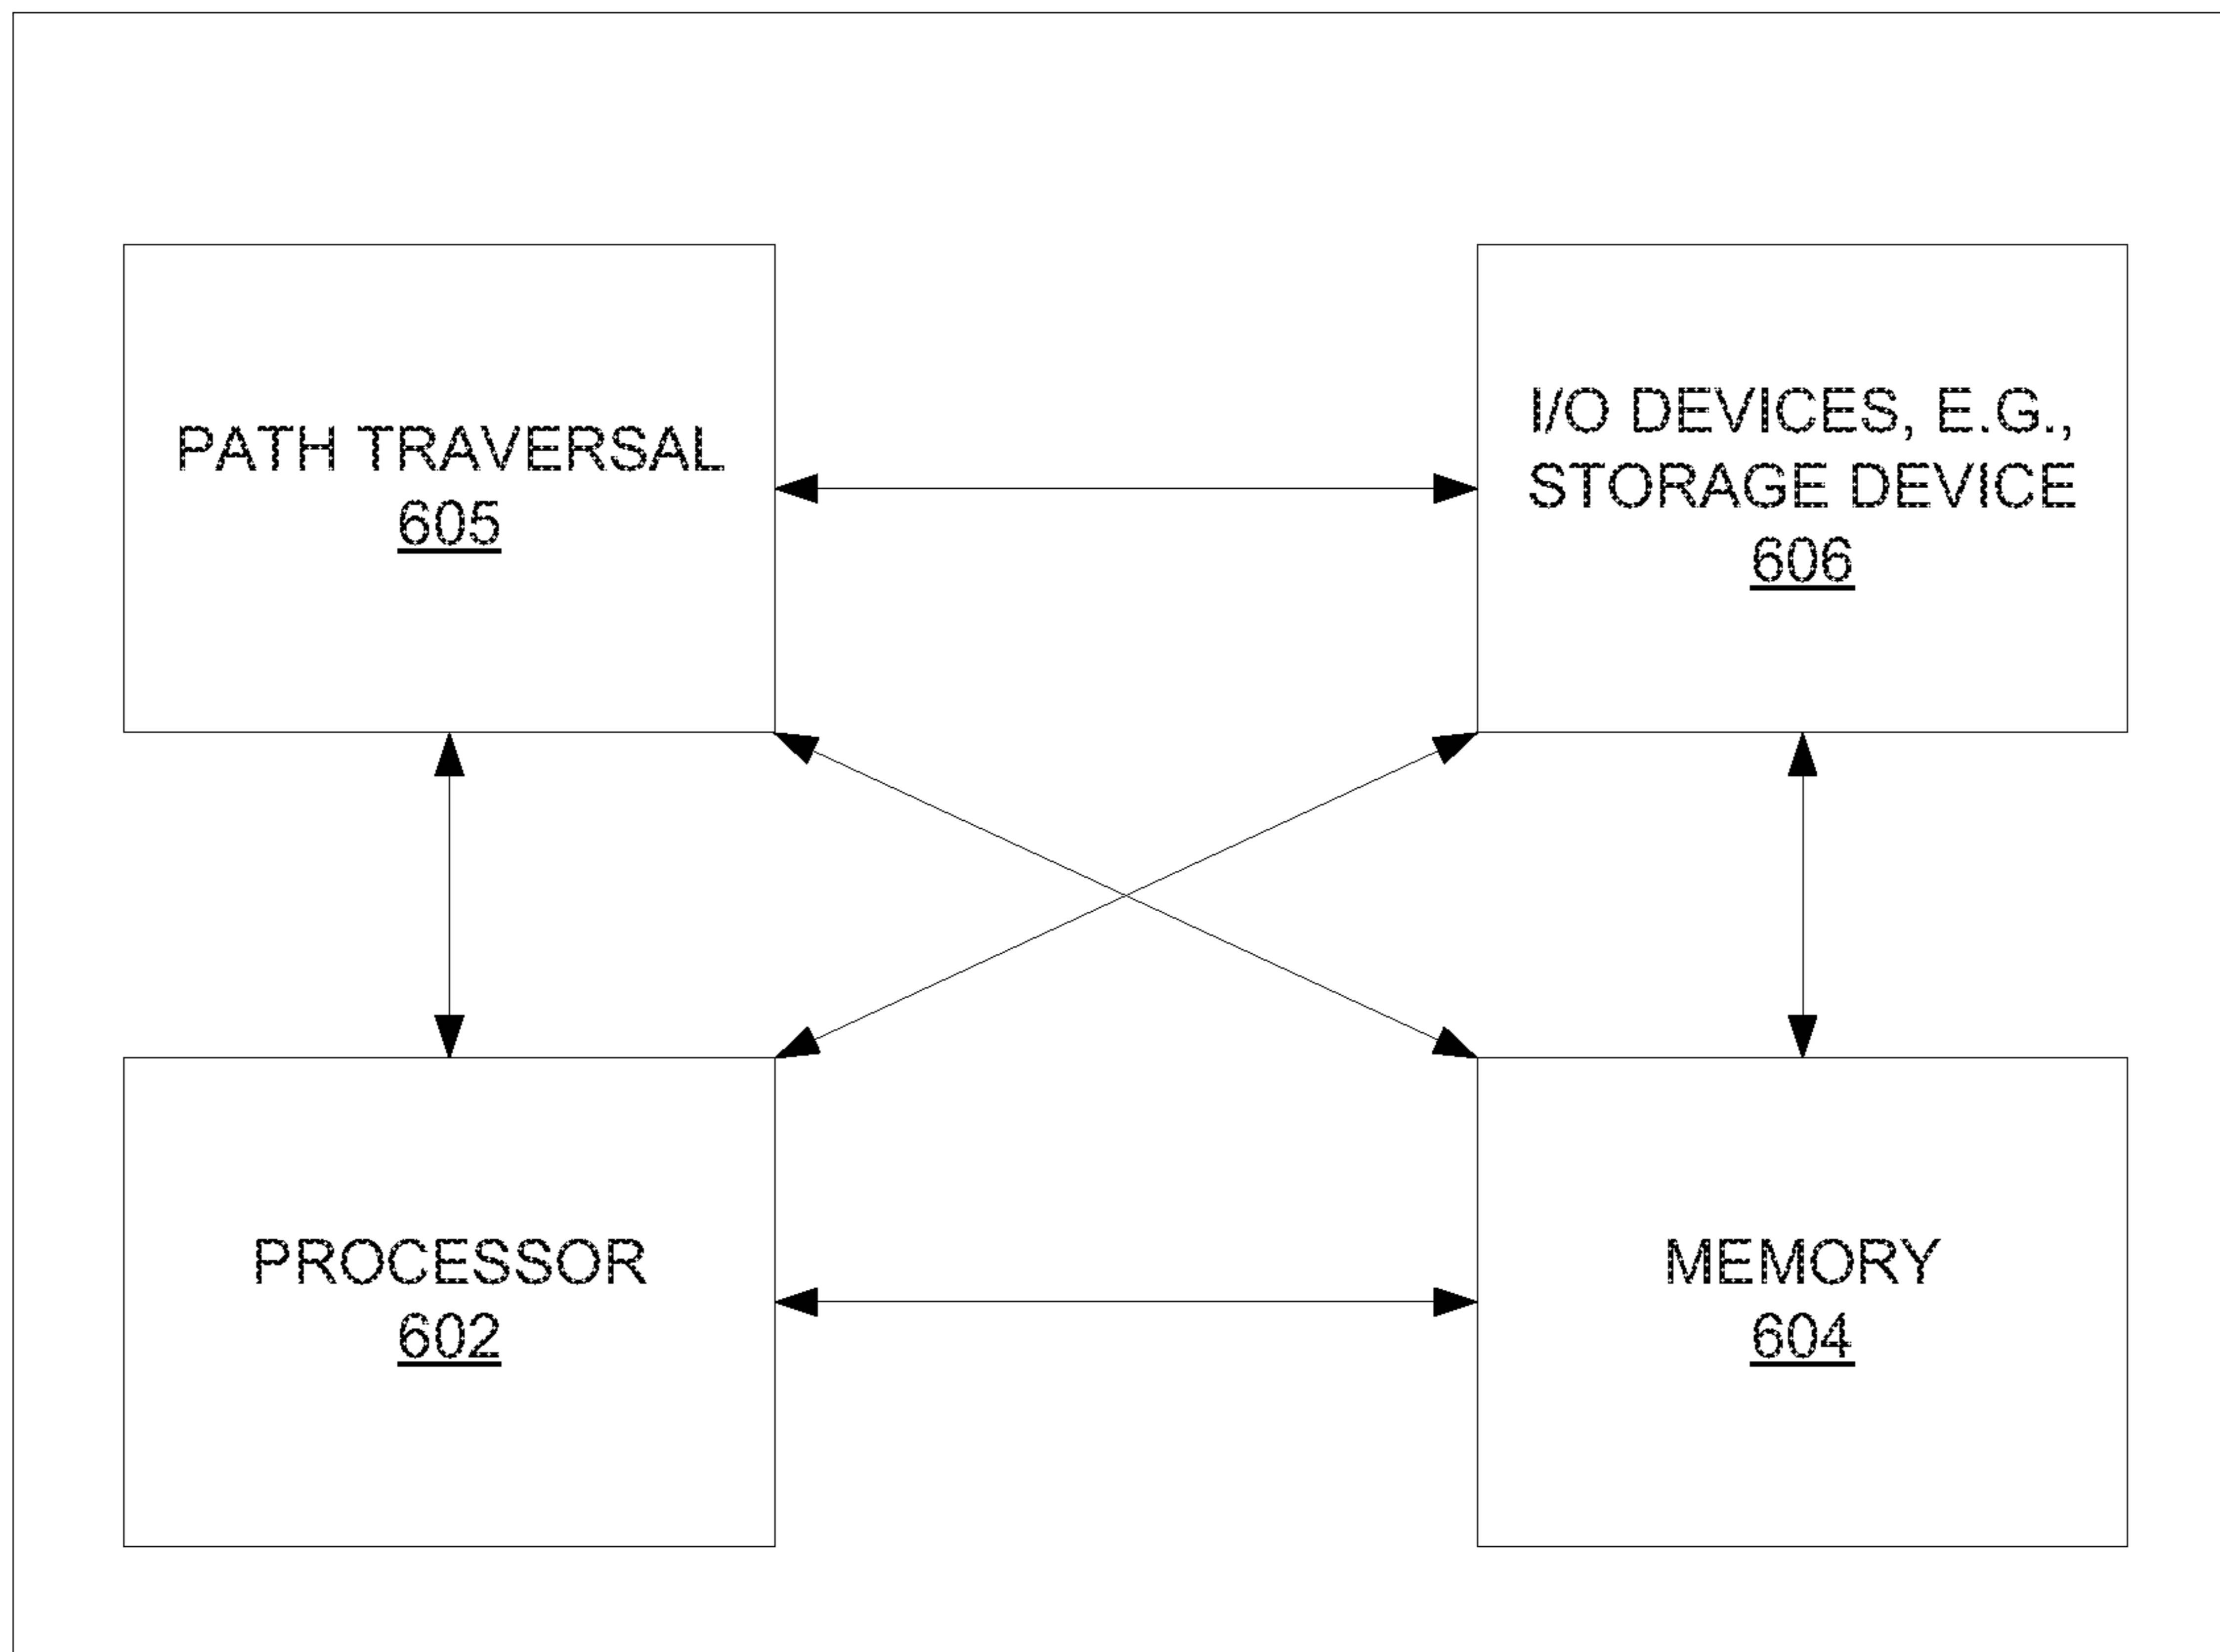 PATH TRAVERSAL
605
I/O DEVICES, E.G.,
STORAGE DEVICE
606
PROCESSOR
602
MEMORY
604